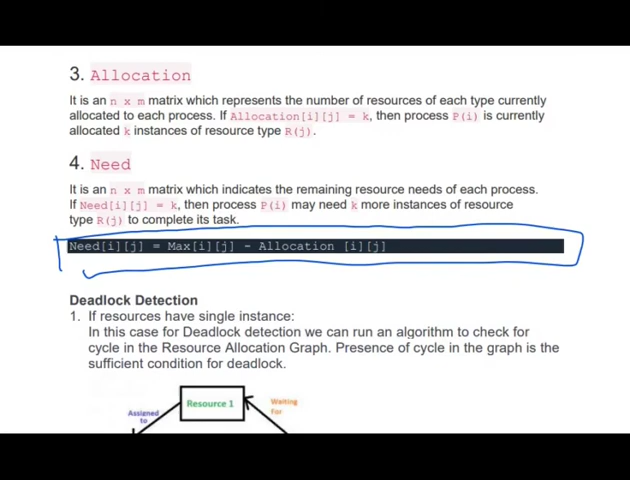 3. Allocation
It is an n x m matrix which represents the number of resources of each type currently
allocated to each process. If Allocation[i][j] = k, then process P(i) is currently
allocated k instances of resource type R(j).
4. Need
It is an n x m matrix which indicates the remaining resource needs of each process.
If Need[i][j] = k, then process P(i) may need k more instances of resource
type R(j) to complete its task.
Need[i][j] = Max[i][j] - Allocation [i][j]
Deadlock Detection
1. If resources have single instance:
In this case for Deadlock detection we can run an algorithm to check for
cycle in the Resource Allocation Graph. Presence of cycle in the graph is the
sufficient condition for deadlock.
Resource 1
Assigned
to
Waiting
For